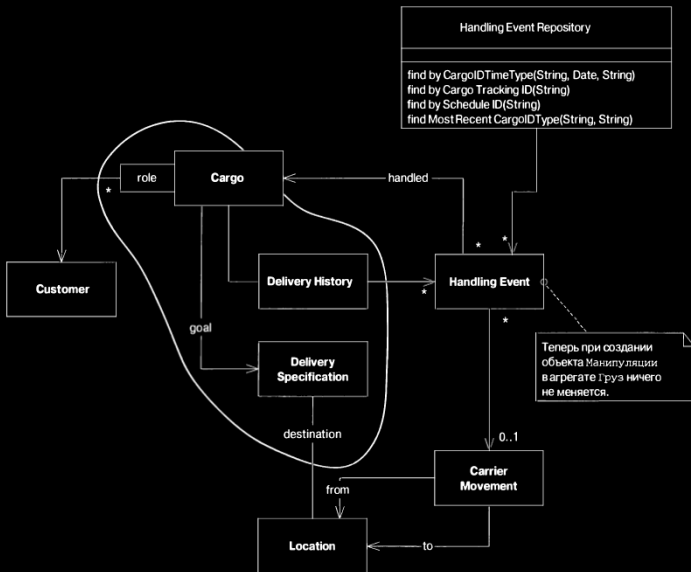 Handling Event Repository
find by CargoIDTimeType(String, Date, String)
find by Cargo Tracking ID(String)
find by Schedule ID(String)
find Most Recent CargoIDType(String, String)
role
Cargo
handled
*
*
*
Customer
Delivery History
*
Handling Event
*
goal
Теперь при создании
объекта Манипуляции
в агрегате Груз ничего
не меняется.
Delivery
Specification
destination
0..1
Carrier
Movement
from
Location
to